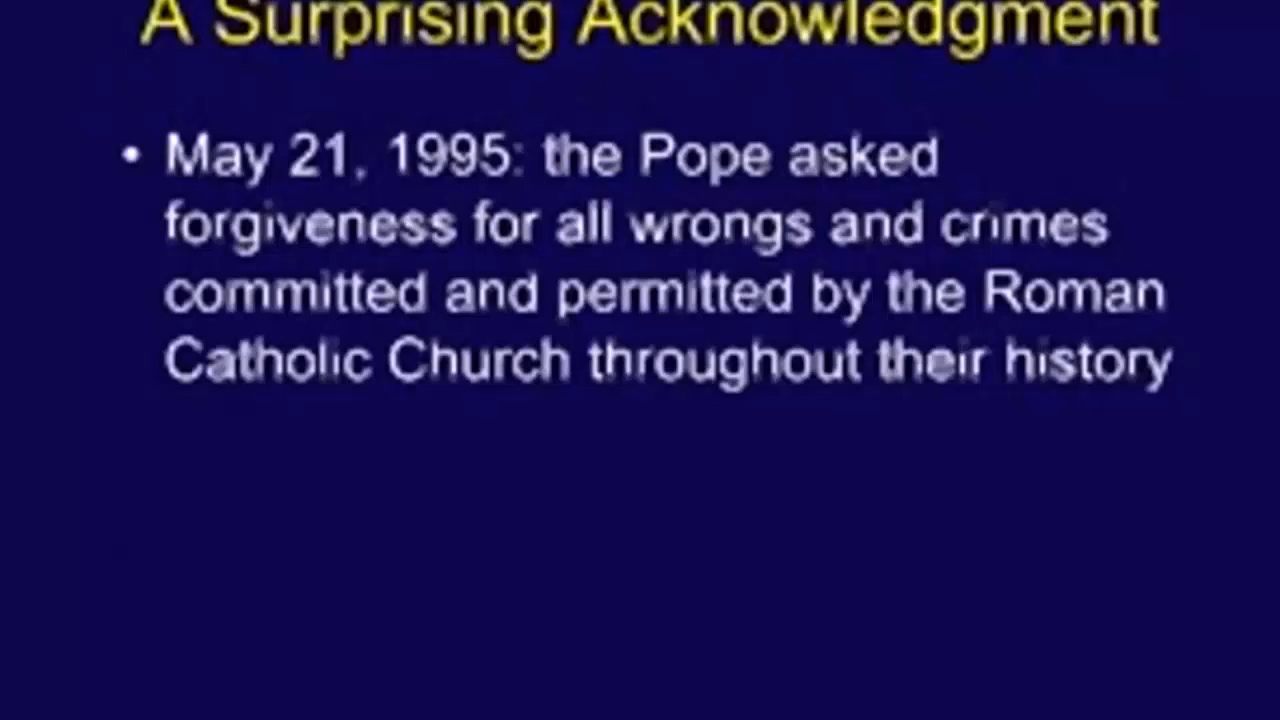 A Surprising Acknowledgment
• May 21, 1995: the Pope asked
forgiveness for all wrongs and crimes
committed and permitted by the Roman
Catholic Church throughout their history